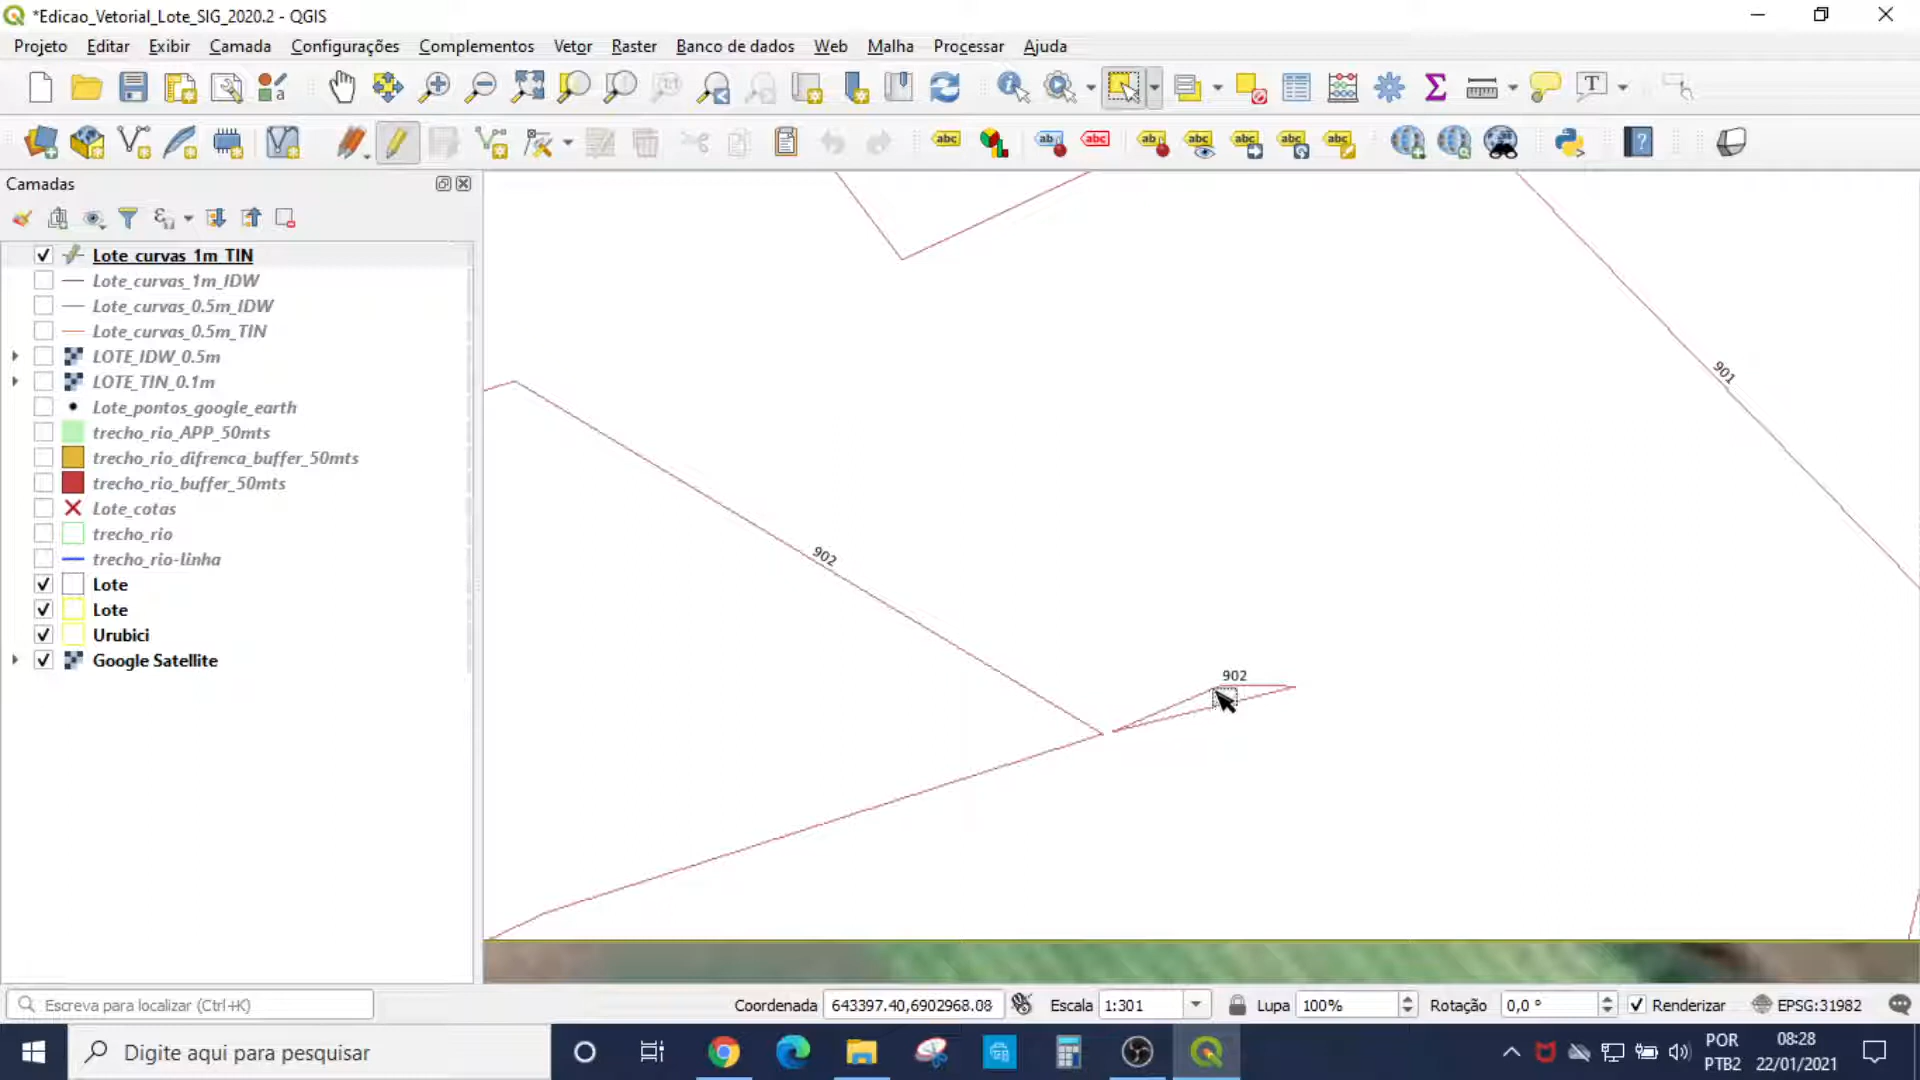 *Edicao_Vetorial_Lote_SIG_2020.2 - QGIS
Projeto Editar Exibir Camada Configurações Complementos Vetor Raster Banco de dados Web Malha Processar Ajuda
Camadas
Lote_curvas_1m_TIN
Lote_curvas_1m_IDW
Lote_curvas_0.5m_IDW
Lote_curvas_0.5m_TIN
LOTE_IDW_0.5m
LOTE_TIN_0.1m
Lote_pontos_google_earth
trecho_rio_APP_50mts
trecho_rio_difrenca_buffer_50mts
trecho_rio_buffer_50mts
Lote_cotas
trecho_rio
trecho_rio-linha
Lote
Lote
Urubici
Google Satellite
901
902
902
Escreva para localizar (Ctrl+K)
Coordenada 643397.40,6902968.08 Escala 1:301 Lupa 100% Rotação 0,0 ° Renderizar EPSG:31982
Digite aqui para pesquisar
POR 08:28
PTB2 22/01/2021